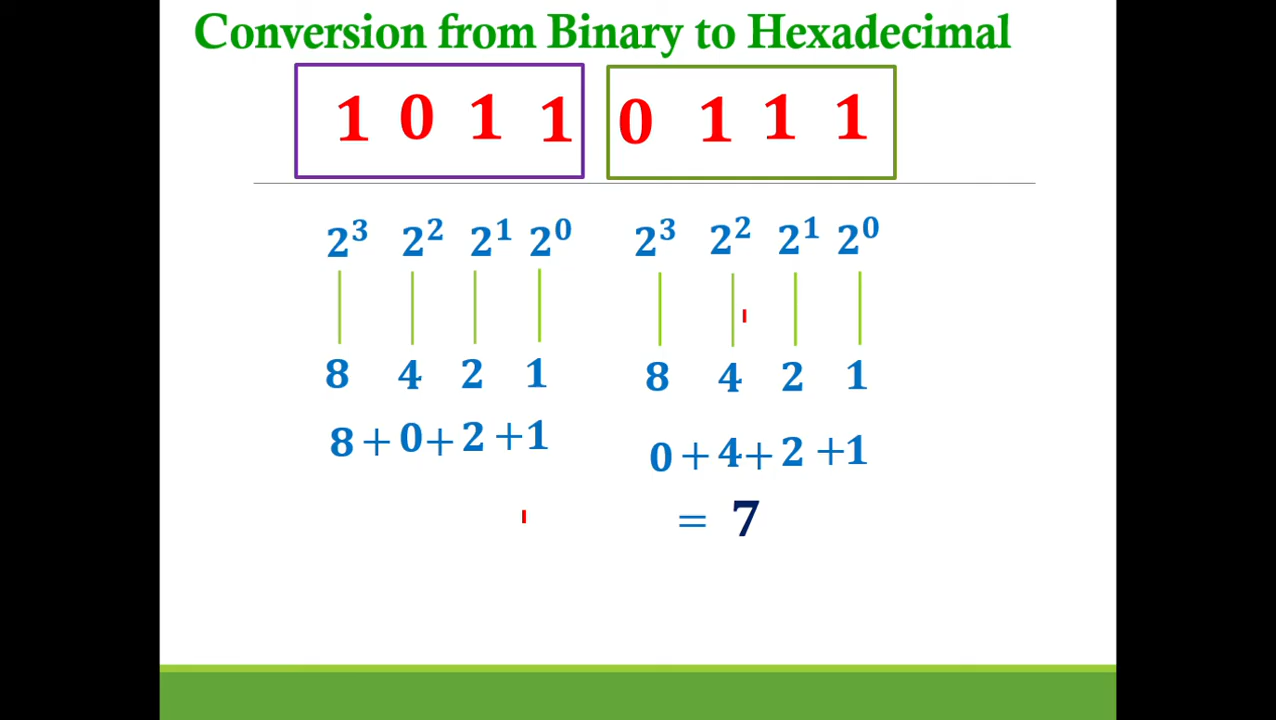 Conversion from Binary to Hexadecimal
1 0 1 1 0 1 1 1
2³ 2² 2¹ 2⁰ 2³ 2² 2¹ 2⁰
8 4 2 1 8 4 2 1
8 + 0 + 2 + 1 0 + 4 + 2 + 1
= 7